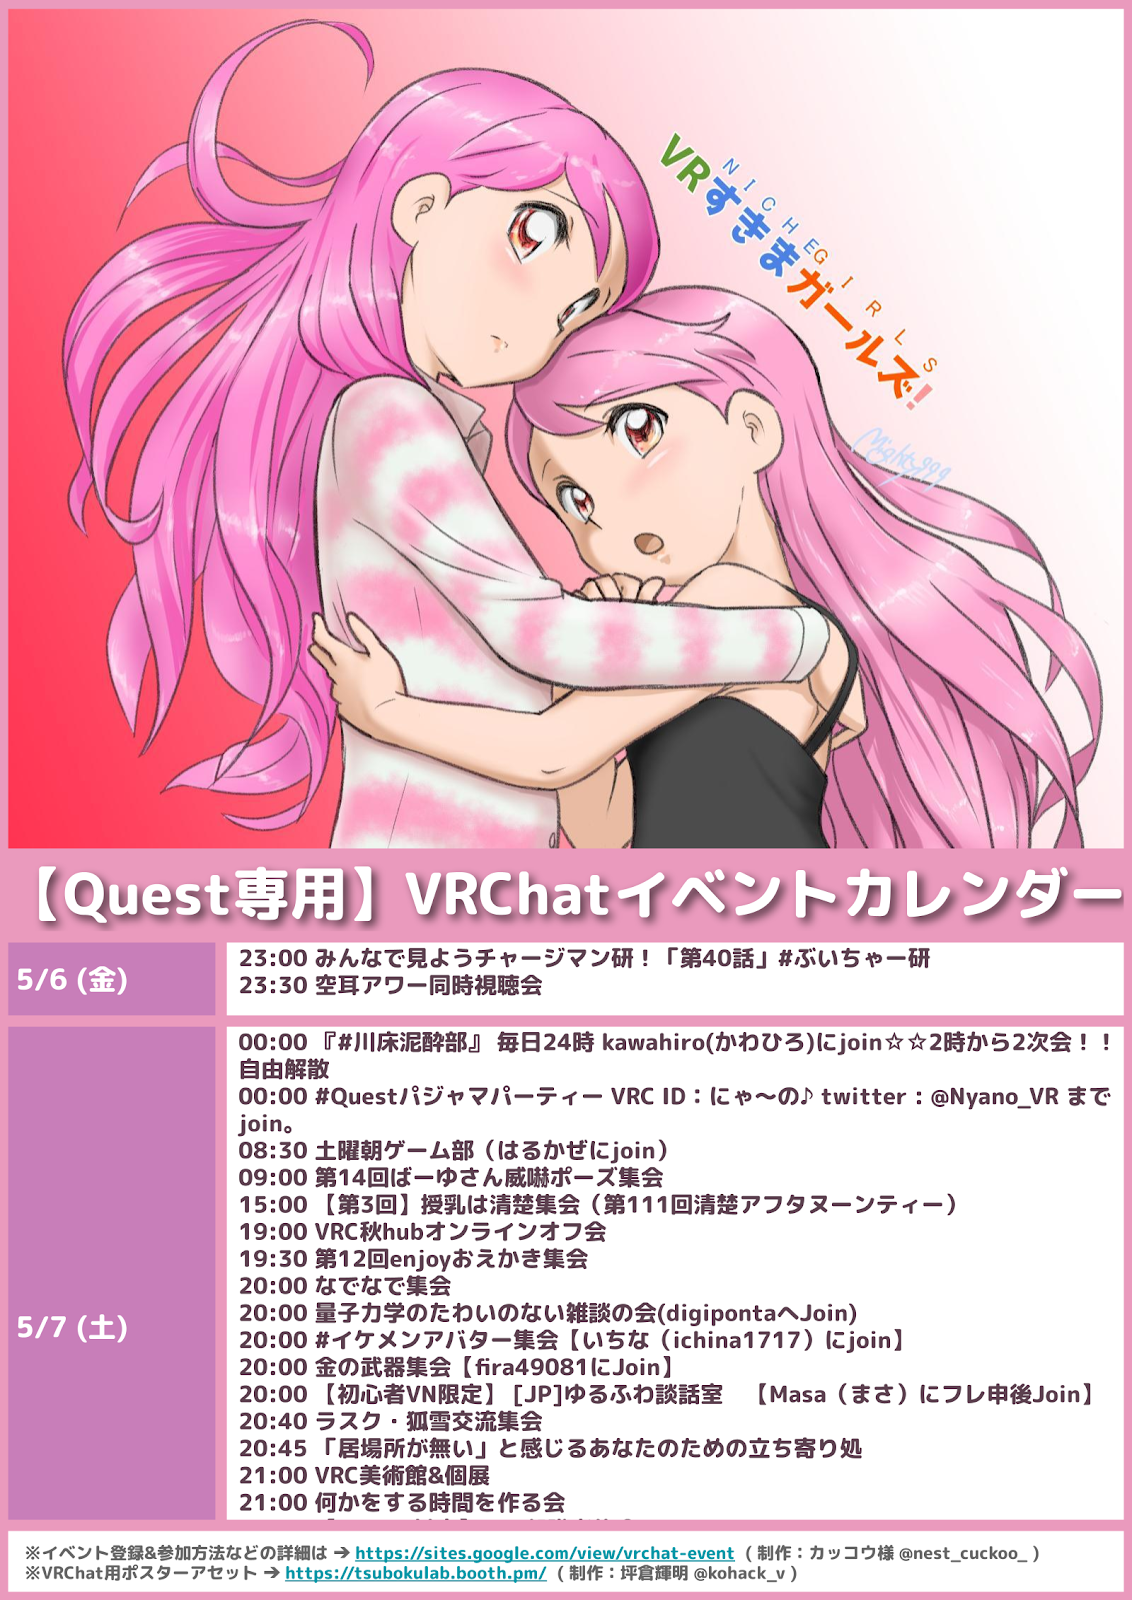 VRすきまガールズ!
NICHE GIRLS
Mighty999
【Quest専用】VRChatイベントカレンダー
5/6 (金)
23:00 みんなで見ようチャージマン研！「第40話」#ぶいちゃー研
23:30 空耳アワー同時視聴会
5/7 (土)
00:00 『#川床泥酔部』 毎日24時 kawahiro(かわひろ)にjoin☆☆2時から2次会！！
自由解散
00:00 #Questパジャマパーティー VRC ID：にゃ～の♪ twitter：@Nyano_VR まで
join。
08:30 土曜朝ゲーム部（はるかぜにjoin）
09:00 第14回ばーゆさん威嚇ポーズ集会
15:00 【第3回】授乳は清楚集会（第111回清楚アフタヌーンティー）
19:00 VRC秋hubオンラインオフ会
19:30 第12回enjoyおえかき集会
20:00 なでなで集会
20:00 量子力学のたわいのない雑談の会(digipontaへJoin)
20:00 #イケメンアバター集会【いちな（ichina1717）にjoin】
20:00 金の武器集会【fira49081にJoin】
20:00 【初心者VN限定】 [JP]ゆるふわ談話室　【Masa（まさ）にフレ申後Join】
20:40 ラスク・狐雪交流集会
20:45 「居場所が無い」と感じるあなたのための立ち寄り処
21:00 VRC美術館&個展
21:00 何かをする時間を作る会
※イベント登録&参加方法などの詳細は ➔ https://sites.google.com/view/vrchat-event （ 制作：カッコウ様 @nest_cuckoo_ ）
※VRChat用ポスターアセット ➔ https://tsubokulab.booth.pm/ （ 制作：坪倉輝明 @kohack_v ）